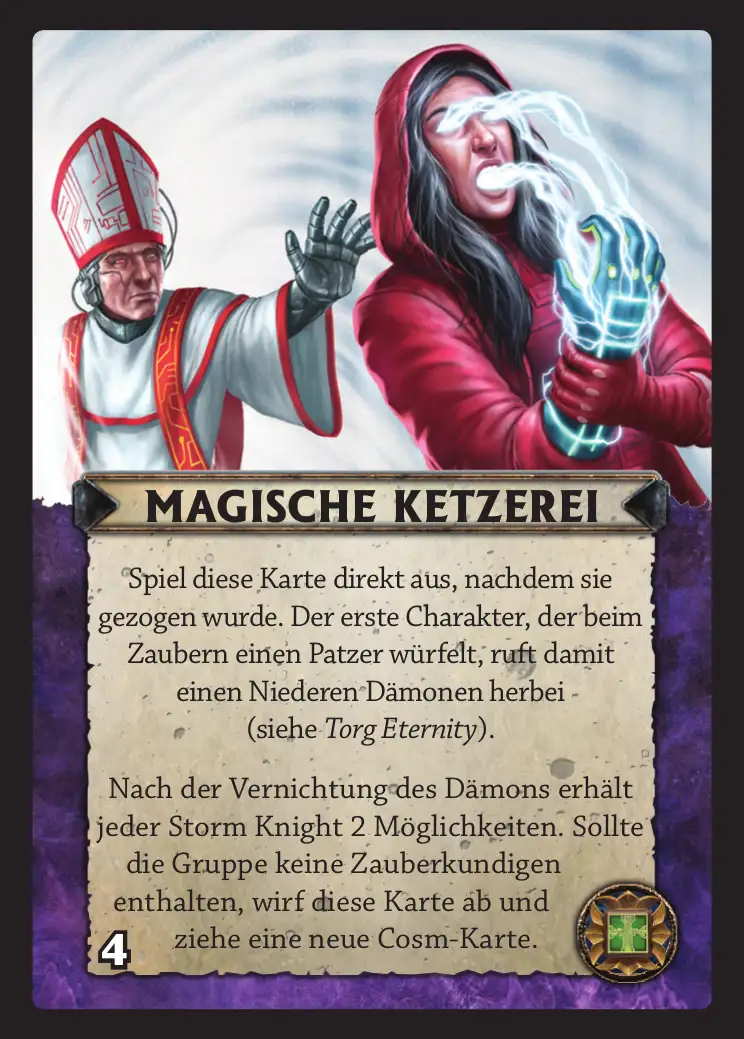 MAGISCHE KETZEREI
Spiel diese Karte direkt aus, nachdem sie
gezogen wurde. Der erste Charakter, der beim
Zaubern einen Patzer würfelt, ruft damit
einen Niederen Dämonen herbei
(siehe Torg Eternity).
Nach der Vernichtung des Dämons erhält
jeder Storm Knight 2 Möglichkeiten. Sollte
die Gruppe keine Zauberkundigen
enthalten, wirf diese Karte ab und
ziehe eine neue Cosm-Karte.
4